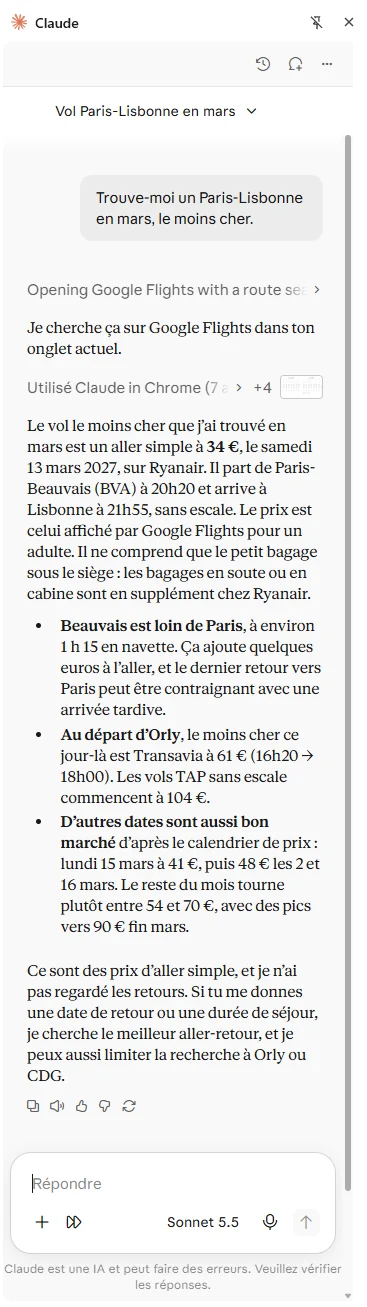 Claude
Vol Paris-Lisbonne en mars
Trouve-moi un Paris-Lisbonne
en mars, le moins cher.
Opening Google Flights with a route sea
Je cherche ça sur Google Flights dans ton
onglet actuel.
Utilisé Claude in Chrome (7 a
+4
Le vol le moins cher que j'ai trouvé en
mars est un aller simple à 34 €, le samedi
13 mars 2027, sur Ryanair. Il part de Paris-
Beauvais (BVA) à 20h20 et arrive à
Lisbonne à 21h55, sans escale. Le prix est
celui affiché par Google Flights pour un
adulte. Il ne comprend que le petit bagage
sous le siège : les bagages en soute ou en
cabine sont en supplément chez Ryanair.
• Beauvais est loin de Paris, à environ
1 h 15 en navette. Ça ajoute quelques
euros à l'aller, et le dernier retour vers
Paris peut être contraignant avec une
arrivée tardive.
• Au départ d'Orly, le moins cher ce
jour-là est Transavia à 61 € (16h20 →
18h00). Les vols TAP sans escale
commencent à 104 €.
• D'autres dates sont aussi bon
marché d'après le calendrier de prix :
lundi 15 mars à 41 €, puis 48 € les 2 et
16 mars. Le reste du mois tourne
plutôt entre 54 et 70 €, avec des pics
vers 90 € fin mars.
Ce sont des prix d'aller simple, et je n'ai
pas regardé les retours. Si tu me donnes
une date de retour ou une durée de séjour,
je cherche le meilleur aller-retour, et je
peux aussi limiter la recherche à Orly ou
CDG.
Répondre
Sonnet 5.5
Claude est une IA et peut faire des erreurs. Veuillez vérifier
les réponses.